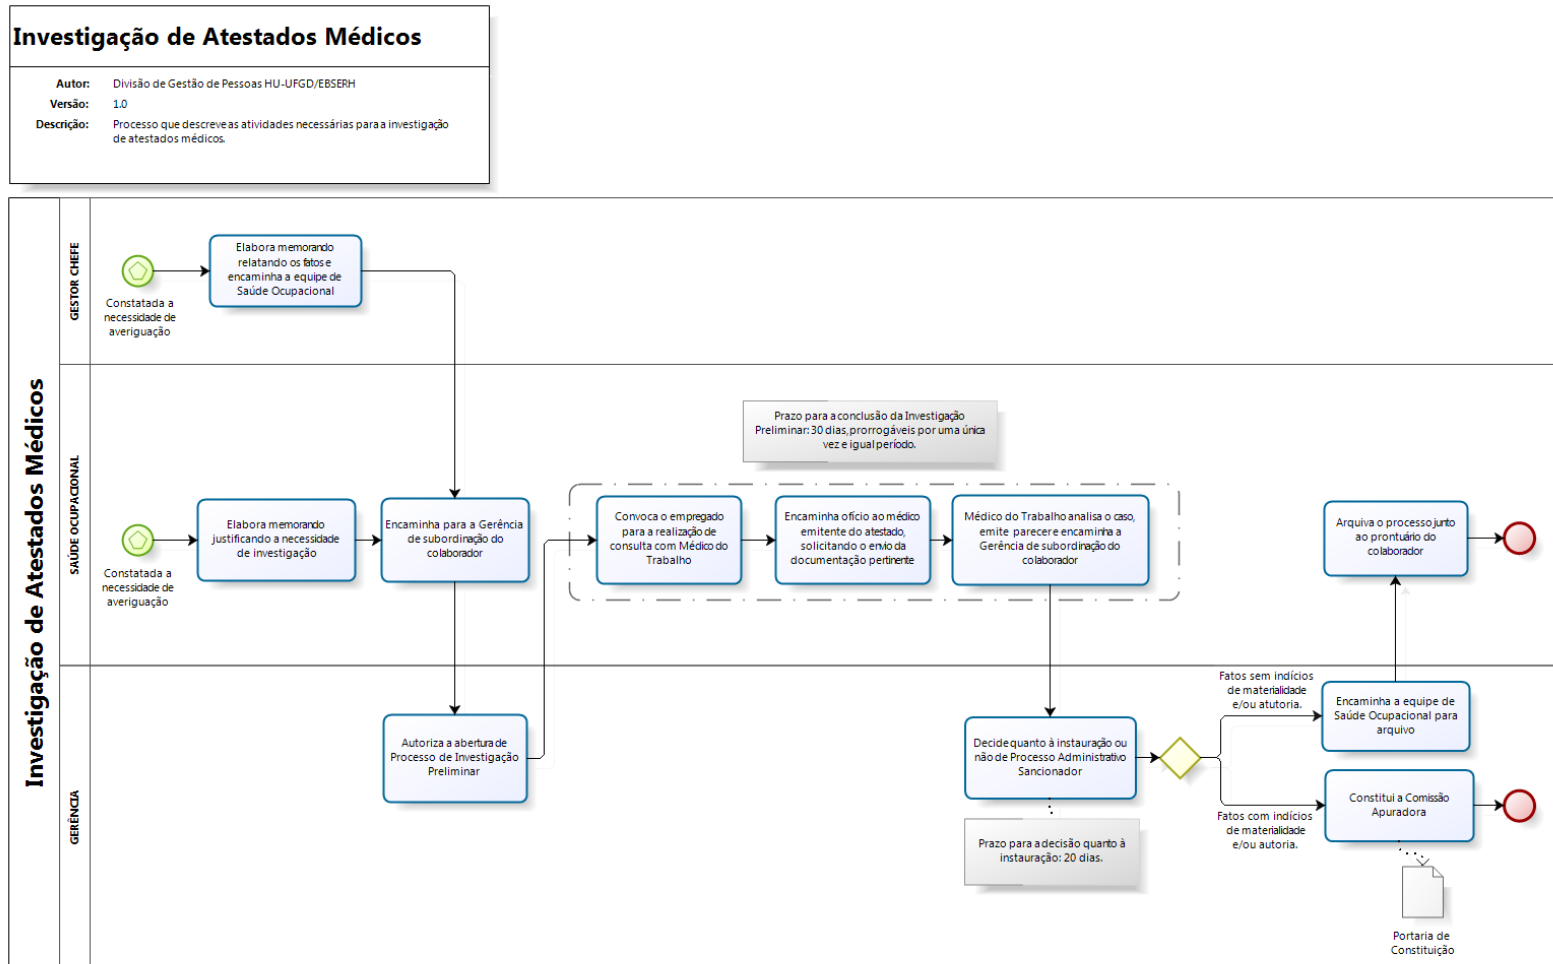 Investigação de Atestados Médicos
Autor: Divisão de Gestão de Pessoas HU-UFGD/EBSERH
Versão: 1.0
Descrição: Processo que descreve as atividades necessárias para a investigação
de atestados médicos.
Investigação de Atestados Médicos
GESTOR CHEFE
Constatada a
necessidade de
averiguação
Elabora memorando
relatando os fatos e
encaminha a equipe de
Saúde Ocupacional
SAÚDE OCUPACIONAL
Constatada a
necessidade de
averiguação
Elabora memorando
justificando a necessidade
de investigação
Encaminha para a Gerência
de subordinação do
colaborador
Prazo para a conclusão da Investigação
Preliminar: 30 dias, prorrogáveis por uma única
vez e igual período.
Convoca o empregado
para a realização de
consulta com Médico do
Trabalho
Encaminha ofício ao médico
emitente do atestado,
solicitando o envio da
documentação pertinente
Médico do Trabalho analisa o caso,
emite parecer e encaminha a
Gerência de subordinação do
colaborador
Arquiva o processo junto
ao prontuário do
colaborador
GERÊNCIA
Autoriza a abertura de
Processo de Investigação
Preliminar
Decide quanto à instauração ou
não de Processo Administrativo
Sancionador
Prazo para a decisão quanto à
instauração: 20 dias.
Fatos sem indícios
de materialidade
e/ou atutoria.
Encaminha a equipe de
Saúde Ocupacional para
arquivo
Fatos com indícios
de materialidade
e/ou autoria.
Constitui a Comissão
Apuradora
Portaria de
Constituição